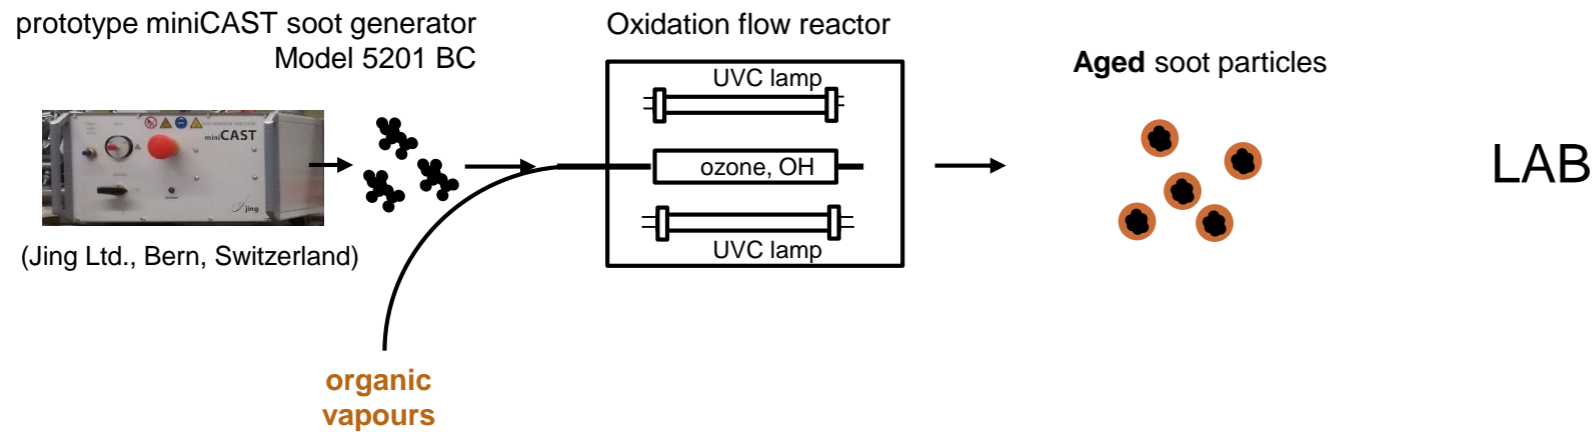 prototype miniCAST soot generator
Model 5201 BC
miniCAST
jing
(Jing Ltd., Bern, Switzerland)
organic
vapours
Oxidation flow reactor
UVC lamp
ozone, OH
UVC lamp
Aged soot particles
LAB